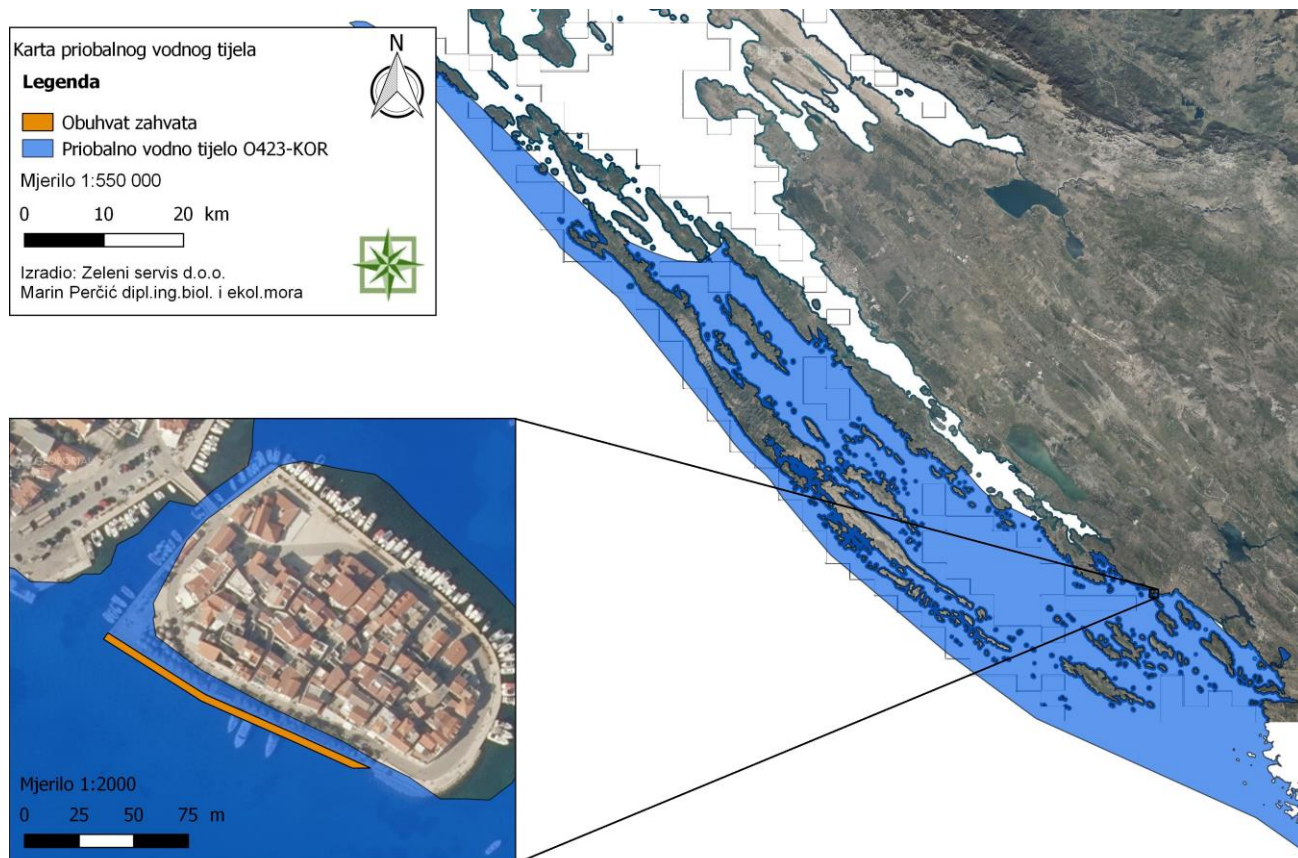 Karta priobalnog vodnog tijela
N
Legenda
Obuhvat zahvata
Priobalno vodno tijelo O423-KOR
Mjerilo 1:550 000
0 10 20 km
Izradio: Zeleni servis d.o.o.
Marin Perčić dipl.ing.biol. i ekol.mora
Mjerilo 1:2000
0 25 50 75 m